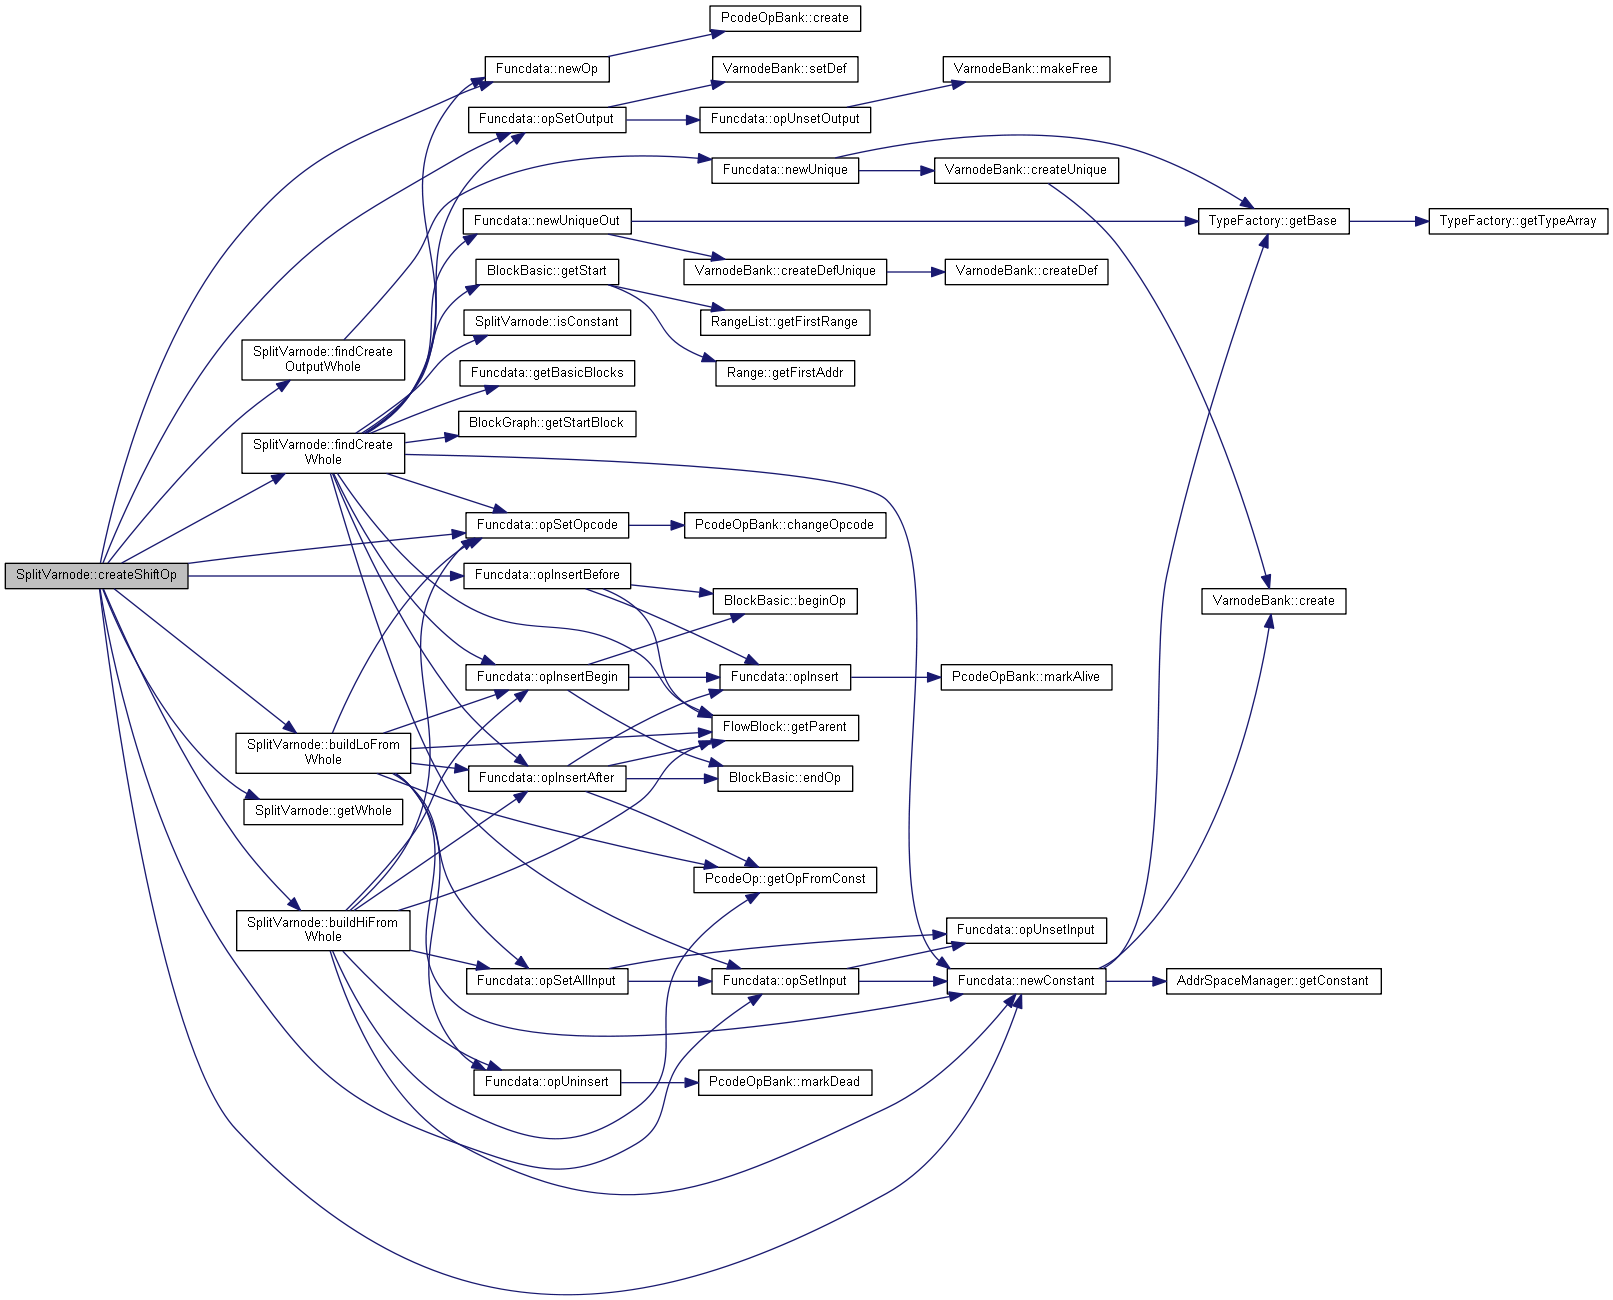 PcodeOpBank::create
Funcdata::newOp
VarnodeBank::setDef
VarnodeBank::makeFree
Funcdata::opSetOutput
Funcdata::opUnsetOutput
Funcdata::newUnique
VarnodeBank::createUnique
Funcdata::newUniqueOut
TypeFactory::getBase
TypeFactory::getTypeArray
BlockBasic::getStart
VarnodeBank::createDefUnique
VarnodeBank::createDef
SplitVarnode::isConstant
RangeList::getFirstRange
SplitVarnode::findCreate
OutputWhole
Funcdata::getBasicBlocks
Range::getFirstAddr
BlockGraph::getStartBlock
SplitVarnode::findCreate
Whole
Funcdata::opSetOpcode
PcodeOpBank::changeOpcode
SplitVarnode::createShiftOp
Funcdata::opInsertBefore
BlockBasic::beginOp
VarnodeBank::create
Funcdata::opInsertBegin
Funcdata::opInsert
PcodeOpBank::markAlive
FlowBlock::getParent
SplitVarnode::buildLoFrom
Whole
Funcdata::opInsertAfter
BlockBasic::endOp
SplitVarnode::getWhole
PcodeOp::getOpFromConst
SplitVarnode::buildHiFrom
Whole
Funcdata::opUnsetInput
Funcdata::opSetAllInput
Funcdata::opSetInput
Funcdata::newConstant
AddrSpaceManager::getConstant
Funcdata::opUninsert
PcodeOpBank::markDead